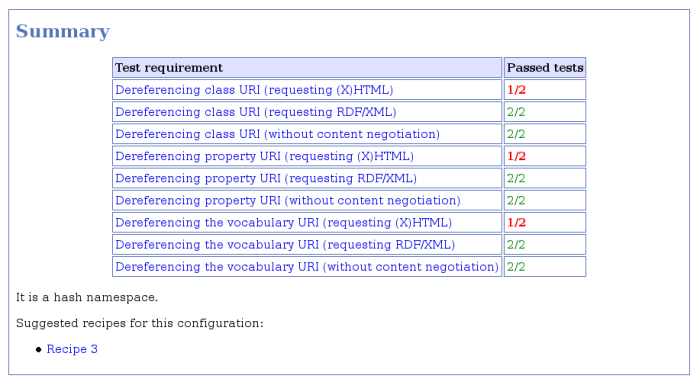 Summary
Test requirement Passed tests
Dereferencing class URI (requesting (X)HTML) 1/2
Dereferencing class URI (requesting RDF/XML) 2/2
Dereferencing class URI (without content negotiation) 2/2
Dereferencing property URI (requesting (X)HTML) 1/2
Dereferencing property URI (requesting RDF/XML) 2/2
Dereferencing property URI (without content negotiation) 2/2
Dereferencing the vocabulary URI (requesting (X)HTML) 1/2
Dereferencing the vocabulary URI (requesting RDF/XML) 2/2
Dereferencing the vocabulary URI (without content negotiation) 2/2
It is a hash namespace.
Suggested recipes for this configuration:
• Recipe 3